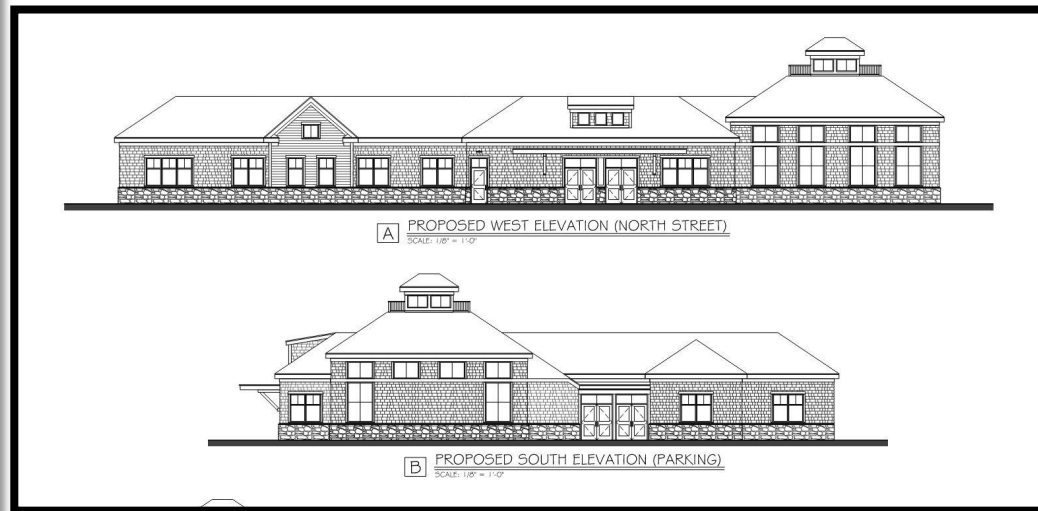 A PROPOSED WEST ELEVATION (NORTH STREET)
SCALE: 1/8" = 1'-0"
B PROPOSED SOUTH ELEVATION (PARKING)
SCALE: 1/8" = 1'-0"